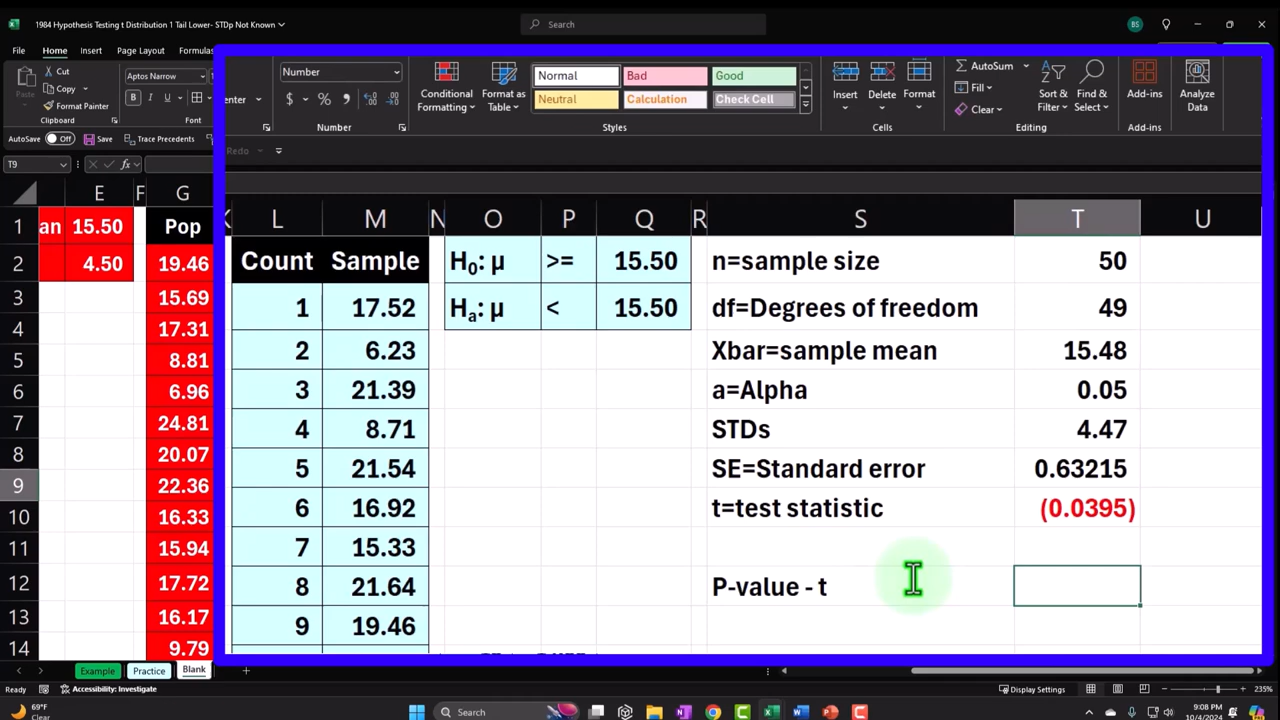 1984 Hypothesis Testing t Distribution 1 Tail Lower- STDp Not Known
Search
BS
File Home Insert Page Layout Formulas
Cut
Copy
Format Painter
Paste
Clipboard
Aptos Narrow
B I U
enter
Number
$ % ,
Number
Conditional Formatting
Format as Table
Normal Bad Good
Neutral Calculation Check Cell
Styles
Insert Delete Format
Cells
AutoSum
Fill
Clear
Sort & Filter
Find & Select
Editing
Add-ins
Add-ins
Analyze Data
AutoSave Off Save Trace Precedents
Redo
T9 fx
E F G K L M N O P Q R S T U
1 an 15.50 Pop Count Sample H₀: µ >= 15.50 n=sample size 50
2 4.50 19.46 1 17.52 Hₐ: µ < 15.50 df=Degrees of freedom 49
3 15.69 2 6.23 Xbar=sample mean 15.48
4 17.31 3 21.39 a=Alpha 0.05
5 8.81 4 8.71 STDs 4.47
6 6.96 5 21.54 SE=Standard error 0.63215
7 24.81 6 16.92 t=test statistic (0.0395)
8 20.07 7 15.33
9 22.36 8 21.64 P-value - t
10 16.33 9 19.46
11 15.94
12 17.72
13 16.17
14 9.79
Example Practice Blank +
Ready Accessibility: Investigate Display Settings 235%
69°F
Clear
Search
9:08 PM
10/4/2024